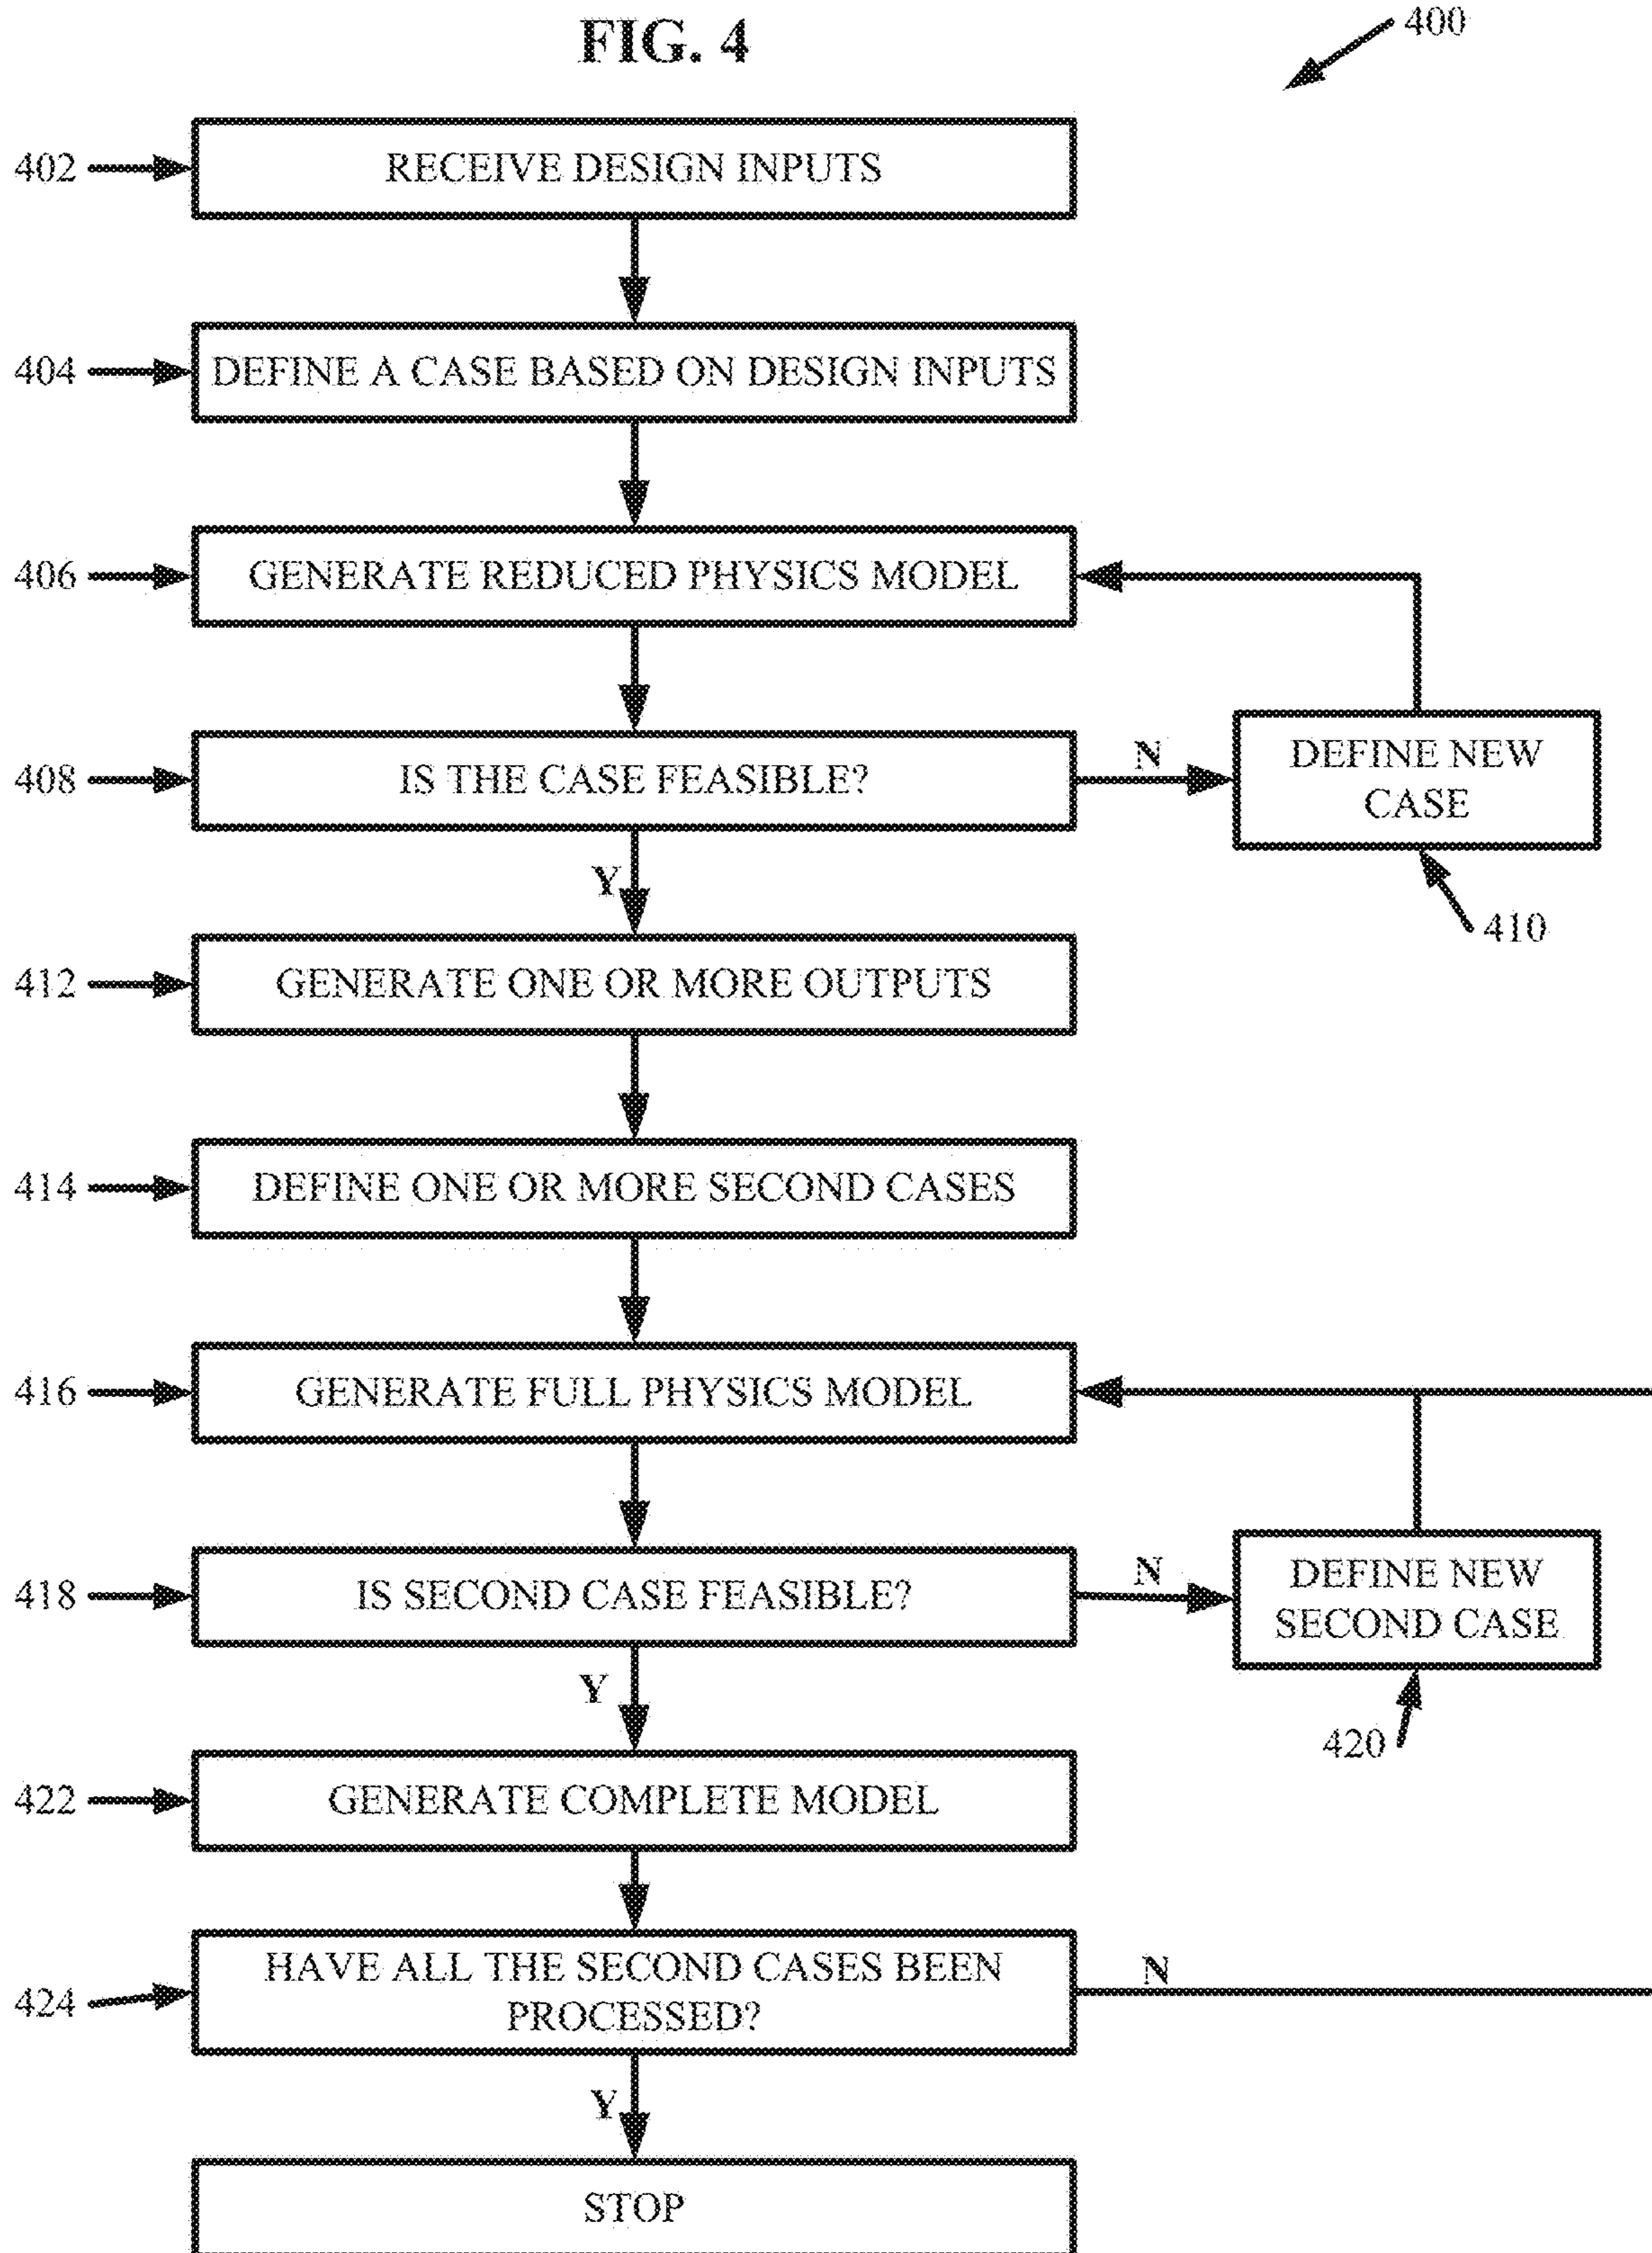 FIG. 4
400
402
RECEIVE DESIGN INPUTS
404
DEFINE A CASE BASED ON DESIGN INPUTS
406
GENERATE REDUCED PHYSICS MODEL
408
IS THE CASE FEASIBLE?
N
DEFINE NEW
CASE
Y
410
412
GENERATE ONE OR MORE OUTPUTS
414
DEFINE ONE OR MORE SECOND CASES
416
GENERATE FULL PHYSICS MODEL
418
IS SECOND CASE FEASIBLE?
N
DEFINE NEW
SECOND CASE
Y
420
422
GENERATE COMPLETE MODEL
424
HAVE ALL THE SECOND CASES BEEN
PROCESSED?
N
Y
STOP